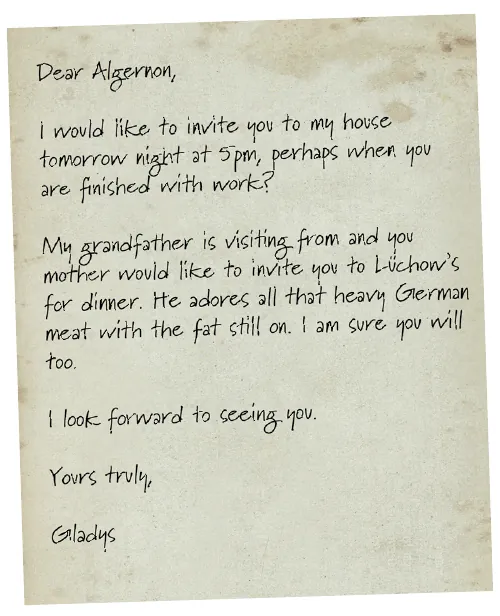 Dear Algernon,
I would like to invite you to my house
tomorrow night at 5pm, perhaps when you
are finished with work?
My grandfather is visiting from and you
mother would like to invite you to Lüchow's
for dinner. He adores all that heavy German
meat with the fat still on. I am sure you will
too.
I look forward to seeing you.
Yours truly,
Gladys